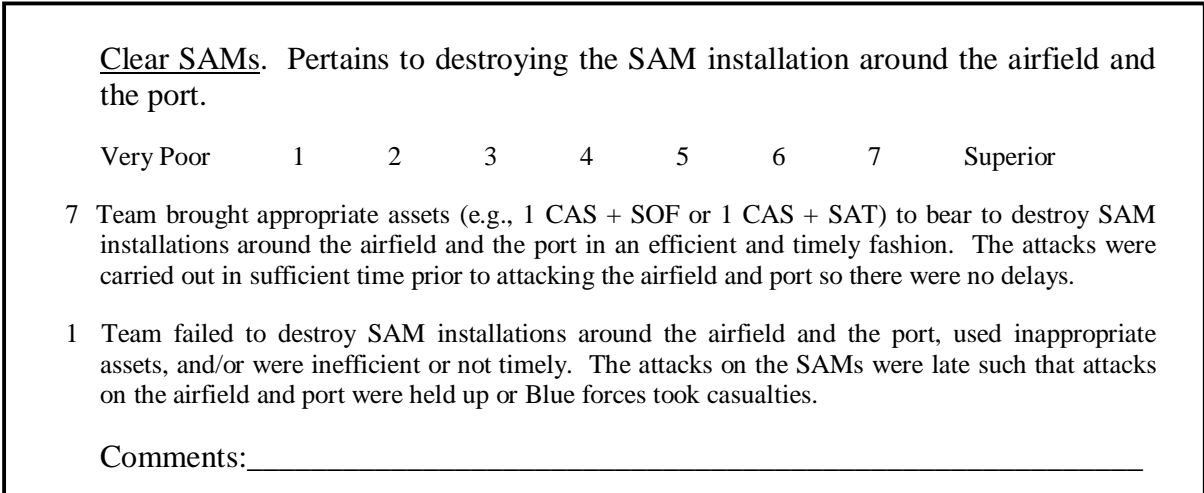 Clear SAMs. Pertains to destroying the SAM installation around the airfield and
the port.
Very Poor 1 2 3 4 5 6 7 Superior
7 Team brought appropriate assets (e.g., 1 CAS + SOF or 1 CAS + SAT) to bear to destroy SAM
installations around the airfield and the port in an efficient and timely fashion. The attacks were
carried out in sufficient time prior to attacking the airfield and port so there were no delays.
1 Team failed to destroy SAM installations around the airfield and the port, used inappropriate
assets, and/or were inefficient or not timely. The attacks on the SAMs were late such that attacks
on the airfield and port were held up or Blue forces took casualties.
Comments: